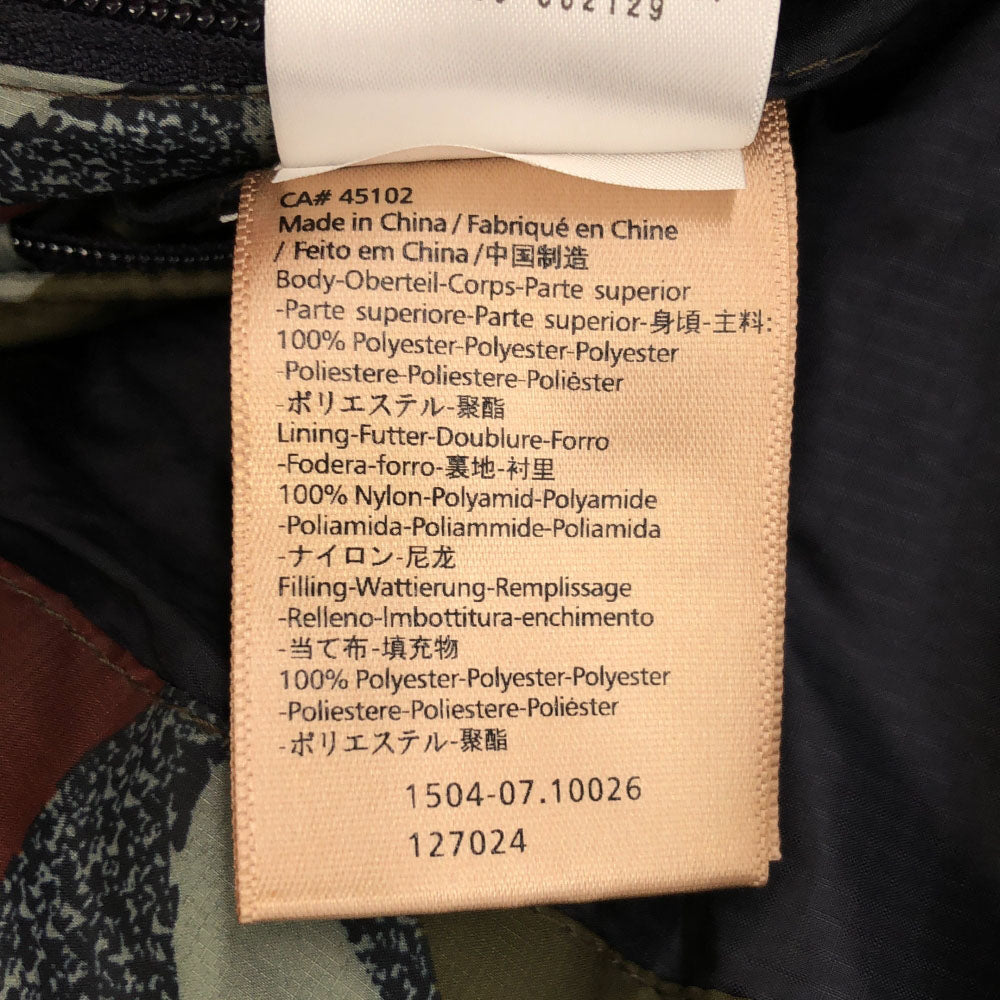 002129
CA# 45102
Made in China / Fabriqué en Chine
/ Feito em China /中国制造
Body-Oberteil-Corps-Parte superior
-Parte superiore-Parte superior-身頃-主料:
100% Polyester-Polyester-Polyester
-Poliestere-Poliestere-Poliéster
-ポリエステル-聚酯
Lining-Futter-Doublure-Forro
-Fodera-forro-裏地-衬里
100% Nylon-Polyamid-Polyamide
-Poliamida-Poliammide-Poliamida
-ナイロン-尼龙
Filling-Wattierung-Remplissage
-Relleno-Imbottitura-enchimento
-当て布-填充物
100% Polyester-Polyester-Polyester
-Poliestere-Poliestere-Poliéster
-ポリエステル-聚酯
1504-07.10026
127024